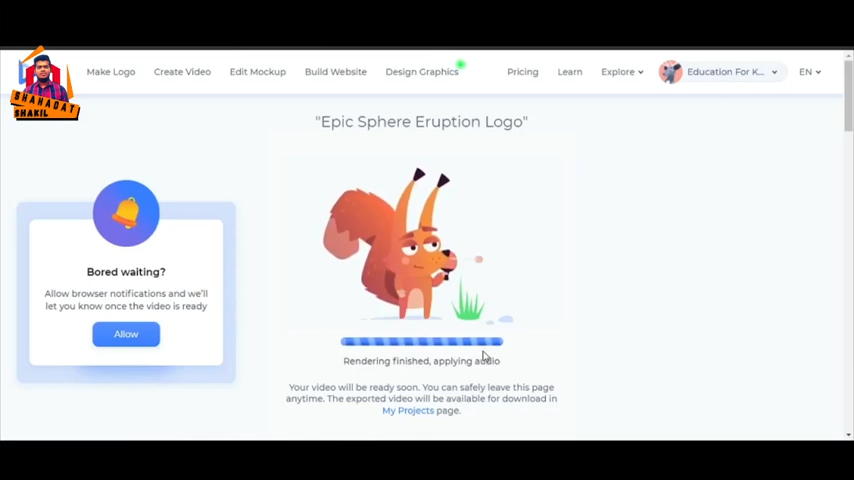 Make Logo
Create Video
Edit Mockup
Build Website
Design Graphics
Pricing
Learn
Explore
Education For K...
EN
SHAHADAT
SHAKIL
"Epic Sphere Eruption Logo"
Bored waiting?
Allow browser notifications and we'll
let you know once the video is ready
Allow
Rendering finished, applying audio
Your video will be ready soon. You can safely leave this page
anytime. The exported video will be available for download in
My Projects page.